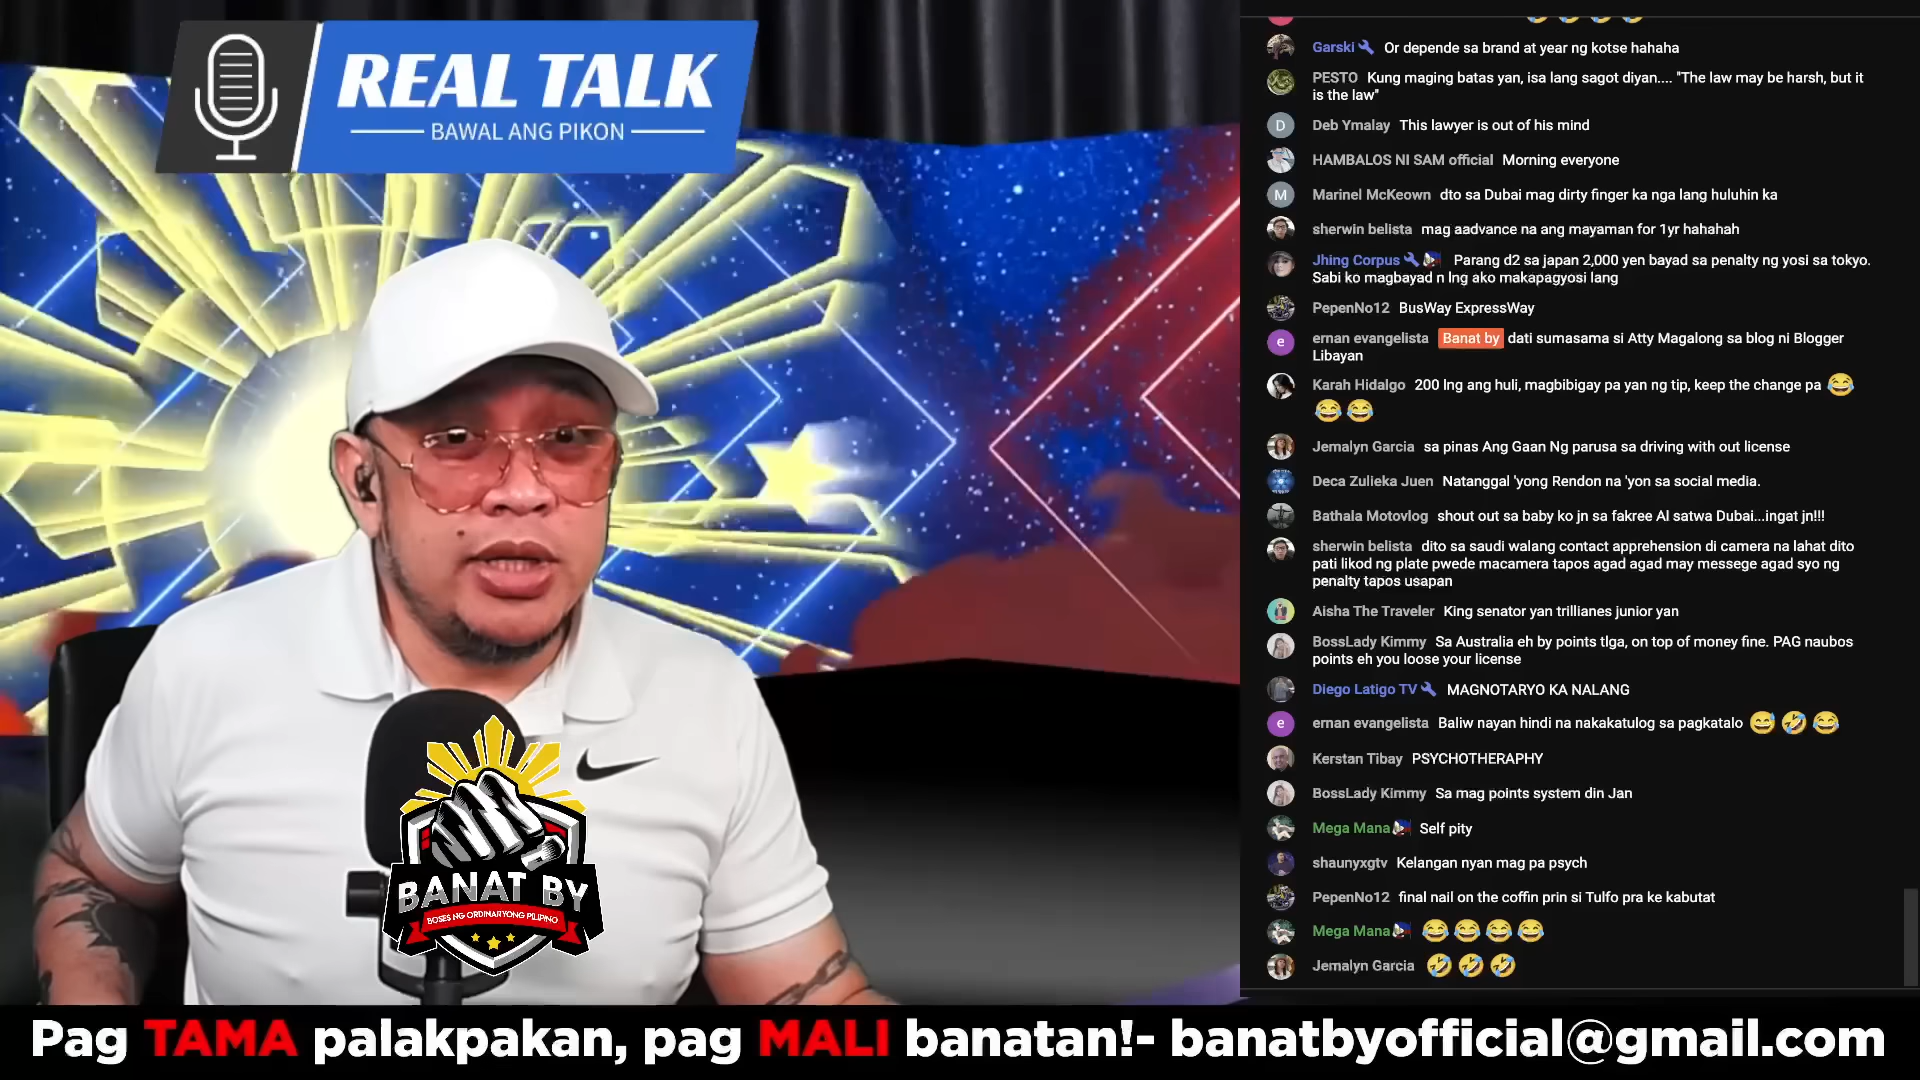 REAL TALK
BAWAL ANG PIKON
BANAT BY
BOSES NG ORDINARYONG PILIPINO
Garski Or depende sa brand at year ng kotse hahaha
PESTO Kung maging batas yan, isa lang sagot diyan.... "The law may be harsh, but it
is the law"
D Deb Ymalay This lawyer is out of his mind
HAMBALOS NI SAM official Morning everyone
M Marinel McKeown dto sa Dubai mag dirty finger ka nga lang huluhin ka
sherwin belista mag aadvance na ang mayaman for 1yr hahahah
Jhing Corpus Parang d2 sa japan 2,000 yen bayad sa penalty ng yosi sa tokyo.
Sabi ko magbayad n lng ako makapagyosi lang
PepenNo12 BusWay ExpressWay
e ernan evangelista Banat by dati sumasama si Atty Magalong sa blog ni Blogger
Libayan
Karah Hidalgo 200 lng ang huli, magbibigay pa yan ng tip, keep the change pa 😂
😂 😂
Jemalyn Garcia sa pinas Ang Gaan Ng parusa sa driving with out license
Deca Zulieka Juen Natanggal 'yong Rendon na 'yon sa social media.
Bathala Motovlog shout out sa baby ko jn sa fakree Al satwa Dubai...ingat jn!!!
sherwin belista dito sa saudi walang contact apprehension di camera na lahat dito
pati likod ng plate pwede macamera tapos agad agad may messege agad syo ng
penalty tapos usapan
Aisha The Traveler King senator yan trillianes junior yan
BossLady Kimmy Sa Australia eh by points tlga, on top of money fine. PAG naubos
points eh you loose your license
Diego Latigo TV MAGNOTARYO KA NALANG
e ernan evangelista Baliw nayan hindi na nakakatulog sa pagkatalo 😅 🤣 😂
Kerstan Tibay PSYCHOTHERAPHY
BossLady Kimmy Sa mag points system din Jan
Mega Mana Self pity
shaunyxgtv Kelangan nyan mag pa psych
PepenNo12 final nail on the coffin prin si Tulfo pra ke kabutat
Mega Mana 😂 😂 😂 😂
Jemalyn Garcia 🤣 🤣 🤣
Pag TAMA palakpakan, pag MALI banatan!- banatbyofficial@gmail.com